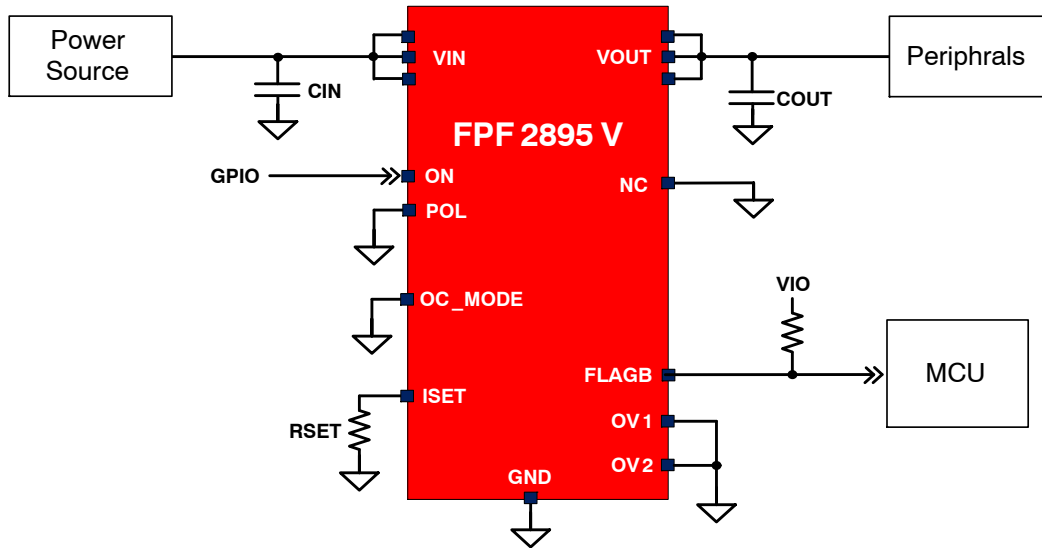 Power
Source
VIN
VOUT
Periphrals
CIN
COUT
FPF 2895 V
GPIO
ON
NC
POL
VIO
OC_MODE
FLAGB
MCU
ISET
RSET
OV1
OV2
GND